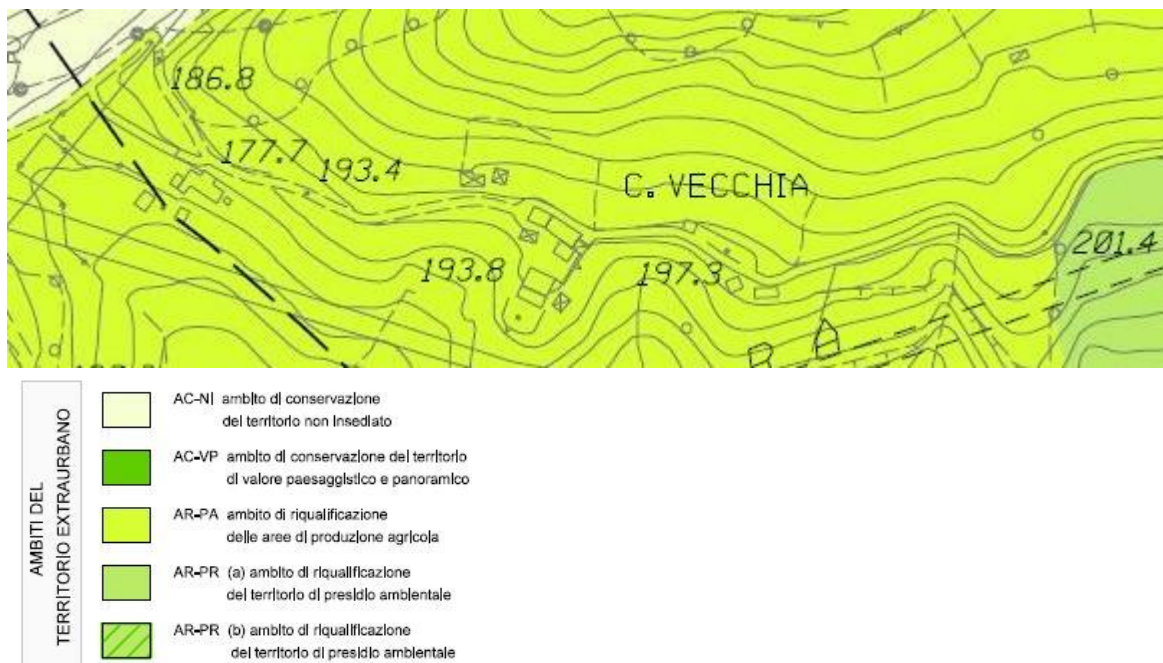 186.8
177.7
193.4
C. VECCHIA
193.8
197.3
201.4
R A
AMBITI DEL
TERRITORIO EXTRAURBANO
AC-NI ambito di conservazione
del territorio non insediato
AC-VP ambito di conservazione del territorio
di valore paesaggistico e panoramico
AR-PA ambito di riqualificazione
delle aree di produzione agricola
AR-PR (a) ambito di riqualificazione
del territorio di presidio ambientale
AR-PR (b) ambito di riqualificazione
del territorio di presidio ambientale